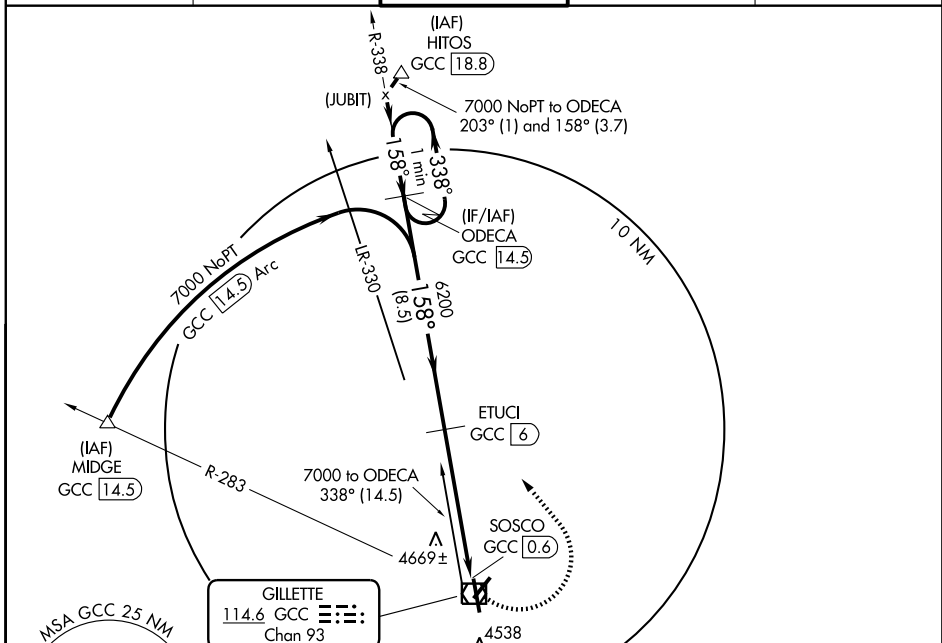 (IAF)
HITOS
GCC 18.8
R-338
x
(JUBIT)
7000 NoPT to ODECA
203° (1) and 158° (3.7)
158°
1 min
338°
(IF/IAF)
ODECA
GCC 14.5
10 NM
LR-330
7000 NoPT
GCC 14.5 Arc
6200
158°
(8.5)
ETUCI
GCC 6
(IAF)
MIDGE
GCC 14.5
R-283
7000 to ODECA
338° (14.5)
4669±
SOSCO
GCC 0.6
GILLETTE
114.6 GCC
Chan 93
4538
MSA GCC 25 NM